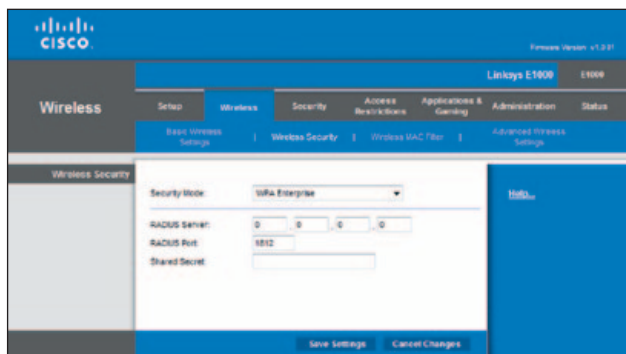 CISCO
Firmware Version: v1.0.01
Linksys E1000 E1000
Wireless
Setup Wireless Security Access Restrictions Applications & Gaming Administration Status
Basic Wireless Settings | Wireless Security | Wireless MAC Filter | Advanced Wireless Settings
Wireless Security
Security Mode: WPA Enterprise
Help...
RADIUS Server: 0 . 0 . 0 . 0
RADIUS Port: 1812
Shared Secret:
Save Settings Cancel Changes